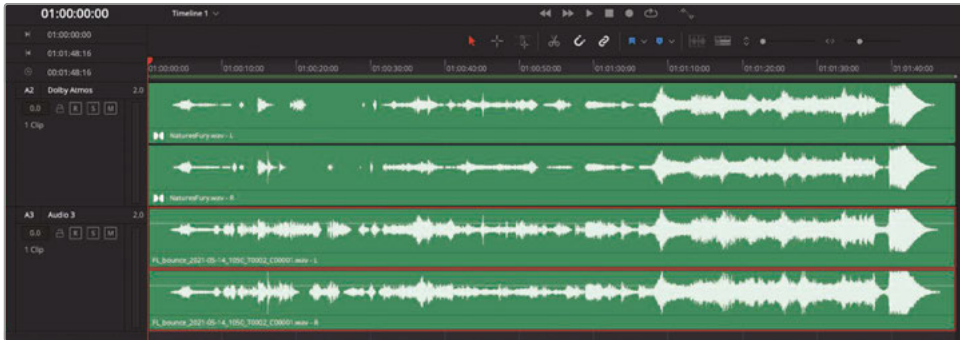 01:00:00:00 Timeline 1
01:00:00:00
01:01:48:16
00:01:48:16
01:00:00:00 01:00:10:00 01:00:20:00 01:00:30:00 01:00:40:00 01:00:50:00 01:01:00:00 01:01:10:00 01:01:20:00 01:01:30:00 01:01:40:00
A2 Dolby Atmos 2.0
0.0 R S M
1 Clip
NaturesFury.wav - L
NaturesFury.wav - R
A3 Audio 3 2.0
0.0 R S M
1 Clip
FL_bounce_2021-05-14_1050_T0002_C00001.wav - L
FL_bounce_2021-05-14_1050_T0002_C00001.wav - R